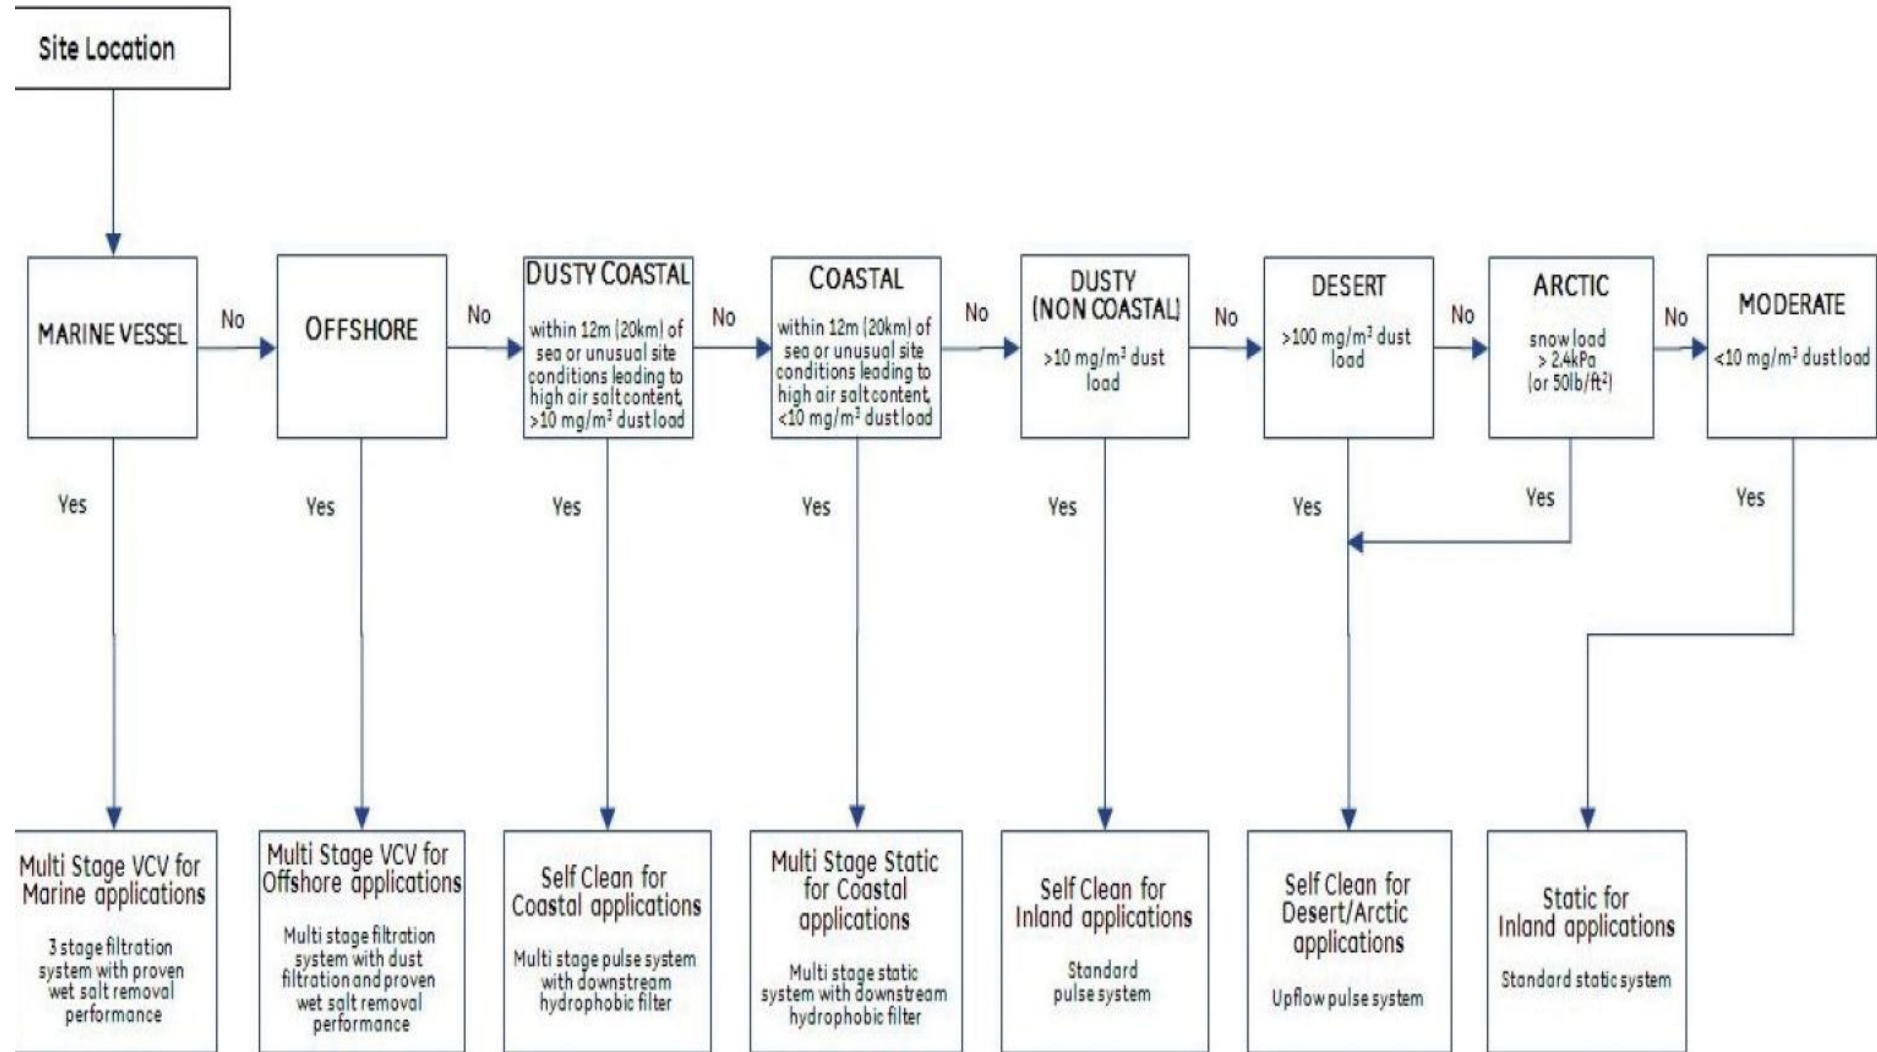 Site Location
MARINE VESSEL
No
OFFSHORE
No
DUSTY COASTAL
within 12m (20km) of
sea or unusual site
conditions leading to
high air salt content,
>10 mg/m³ dust load
No
COASTAL
within 12m (20km) of
sea or unusual site
conditions leading to
high air salt content,
<10 mg/m³ dust load
No
DUSTY
(NON COASTAL)
>10 mg/m³ dust
load
No
DESERT
>100 mg/m³ dust
load
No
ARCTIC
snow load
> 2.4kPa
(or 50lb/ft²)
No
MODERATE
<10 mg/m³ dust load
Yes
Yes
Yes
Yes
Yes
Yes
Yes
Yes
Multi Stage VCV for
Marine applications
3 stage filtration
system with proven
wet salt removal
performance
Multi Stage VCV for
Offshore applications
Multi stage filtration
system with dust
filtration and proven
wet salt removal
performance
Self Clean for
Coastal applications
Multi stage pulse system
with downstream
hydrophobic filter
Multi Stage Static
for Coastal
applications
Multi stage static
system with downstream
hydrophobic filter
Self Clean for
Inland applications
Standard
pulse system
Self Clean for
Desert/Arctic
applications
Upflow pulse system
Static for
Inland applications
Standard static system